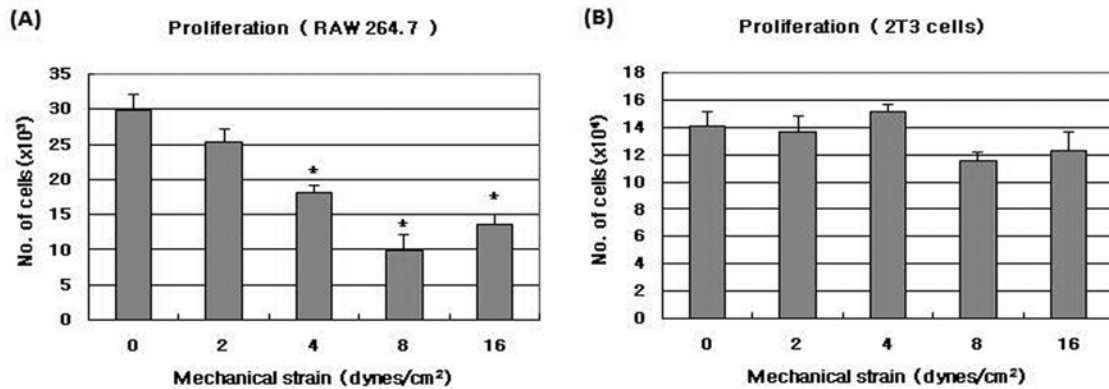 (A)
Proliferation ( RAW 264.7 )
No. of cells (x10³)
35
30
25
20
15
10
5
0
*
*
*
0 2 4 8 16
Mechanical strain (dynes/cm²)
(B)
Proliferation ( 2T3 cells)
No. of cells (x10⁴)
18
16
14
12
10
8
6
4
2
0
0 2 4 8 16
Mechanical strain (dynes/cm²)